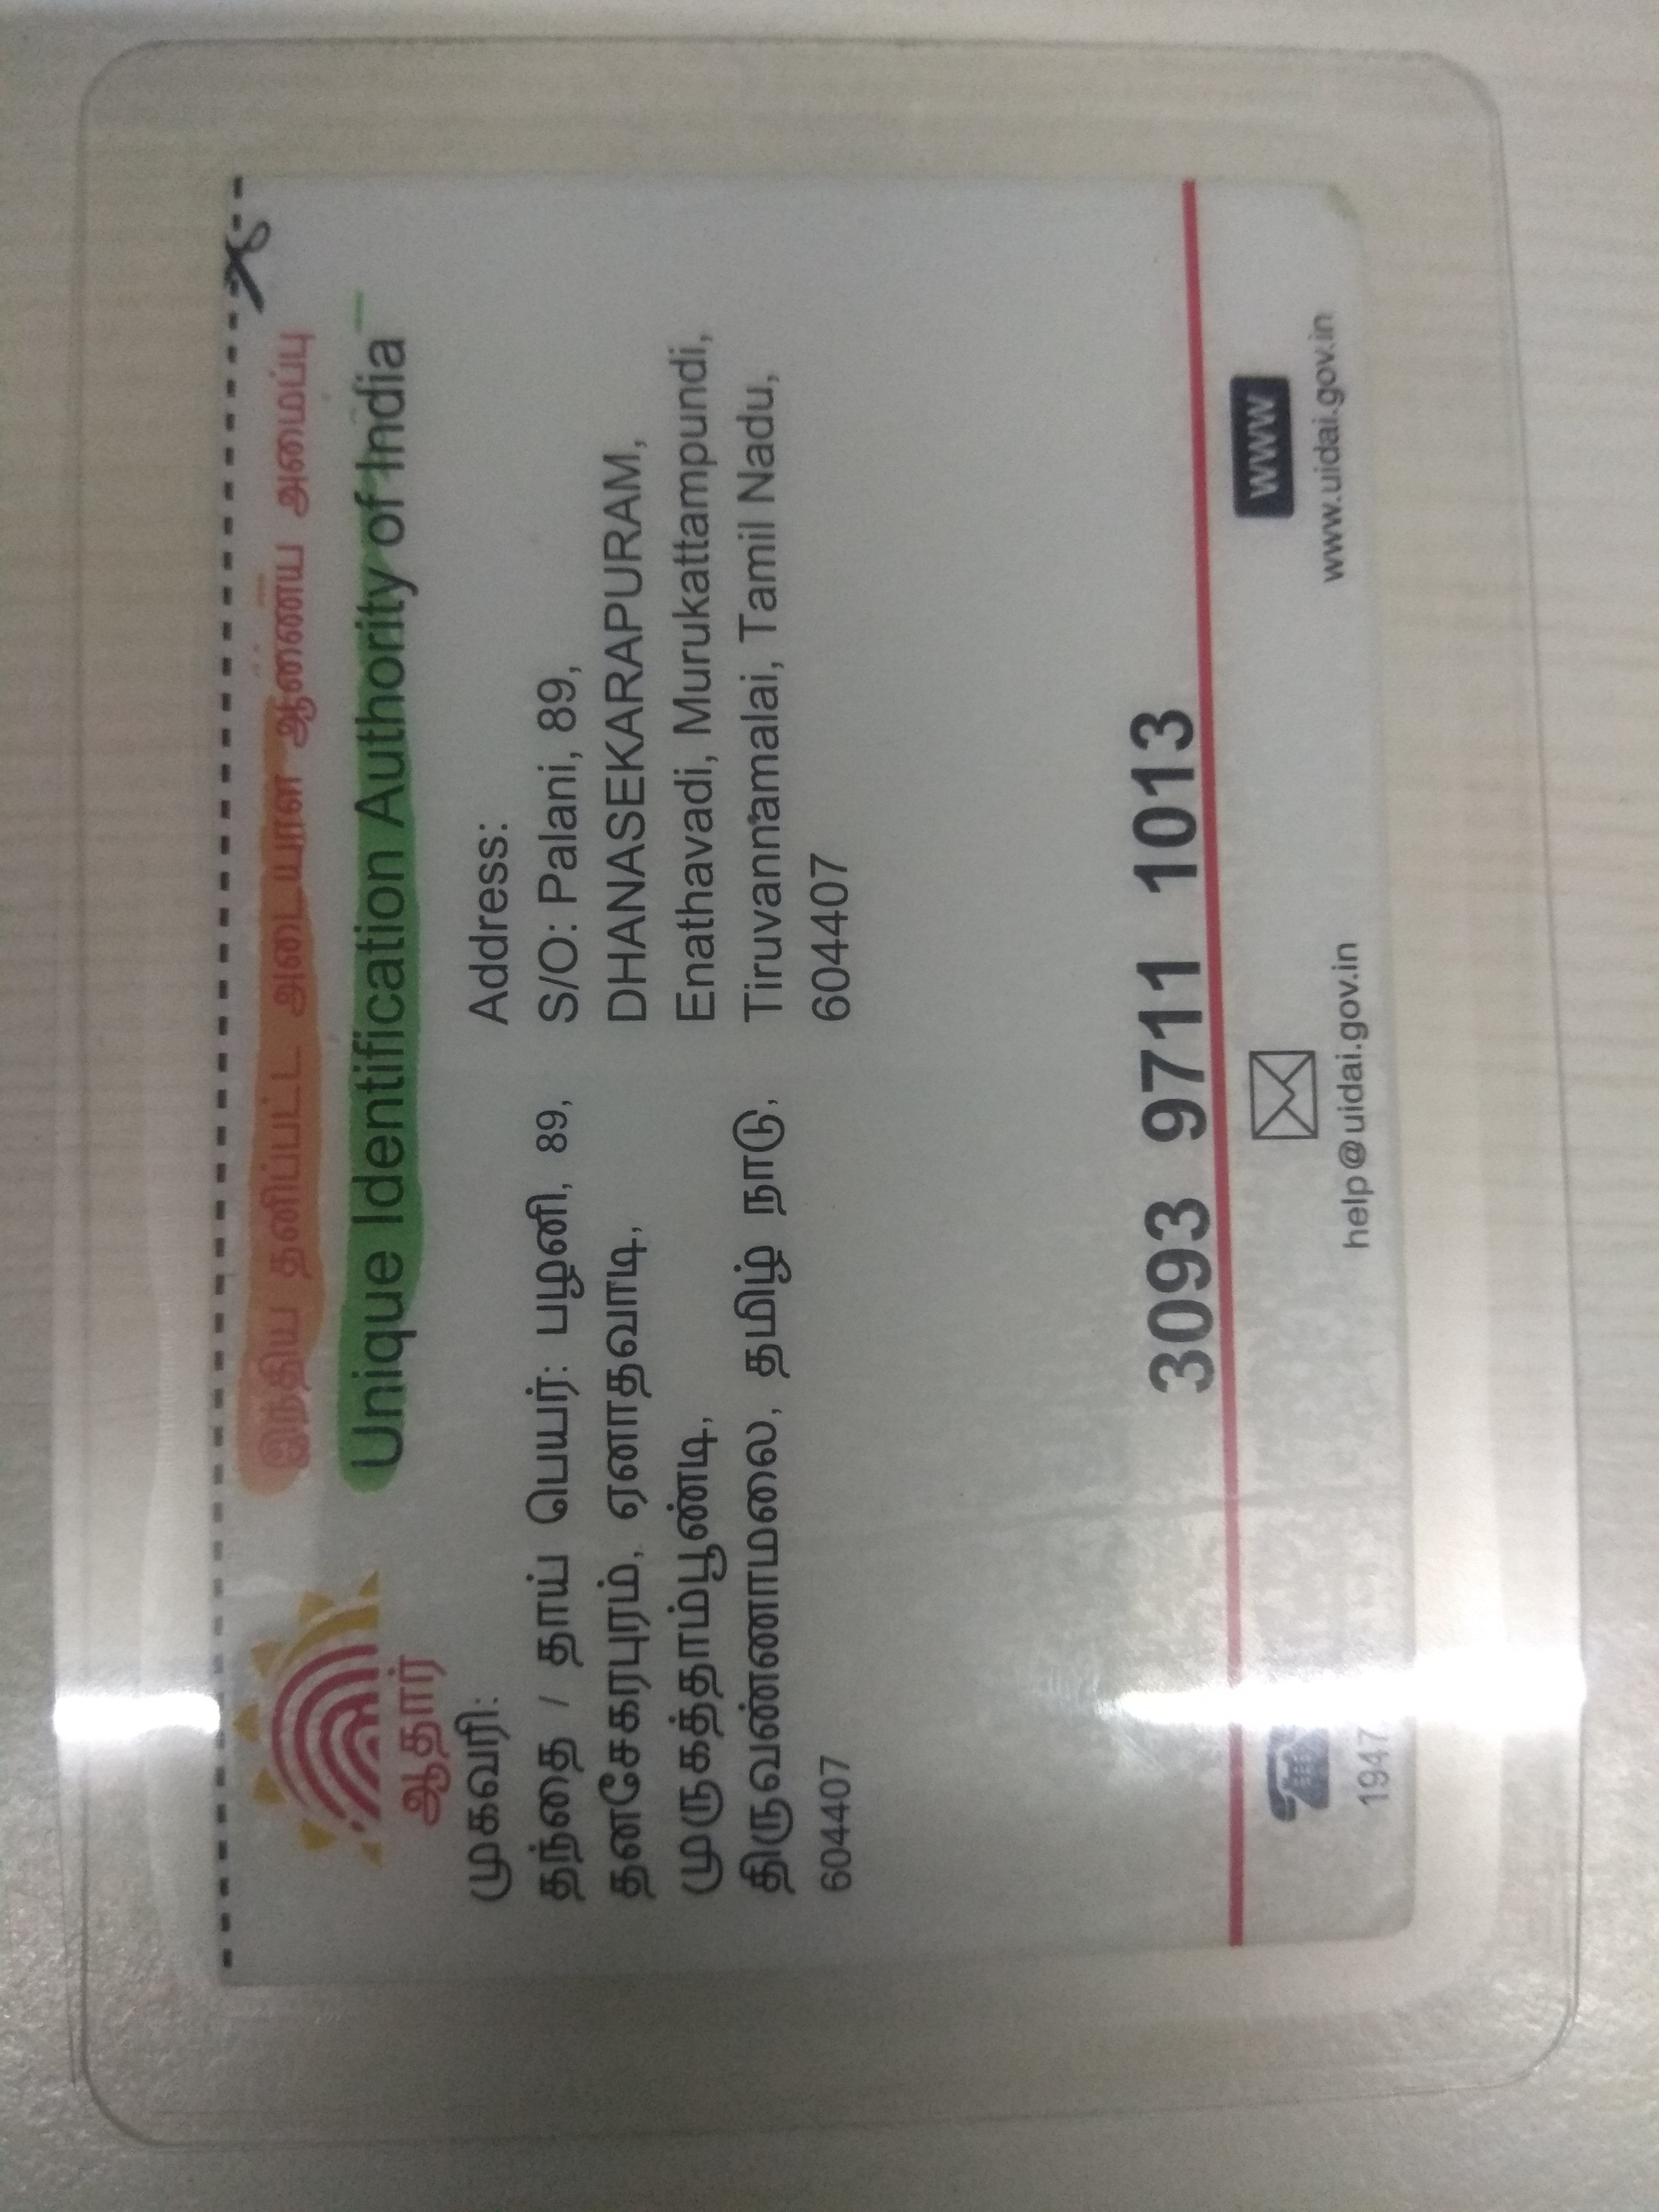 இந்திய தனிப்பட்ட அடையாள ஆணைய அமைப்பு
Unique Identification Authority of India
ஆதார்
முகவரி:
தந்தை / தாய் பெயர்: பழனி, 89,
தனசேகரபுரம், ஏனாதவாடி,
முருகத்தாம்பூண்டி,
திருவண்ணாமலை, தமிழ் நாடு,
604407
Address:
S/O: Palani, 89,
DHANASEKARAPURAM,
Enathavadi, Murukattampundi,
Tiruvannamalai, Tamil Nadu,
604407
3093 9711 1013
1947
help@uidai.gov.in
www
www.uidai.gov.in